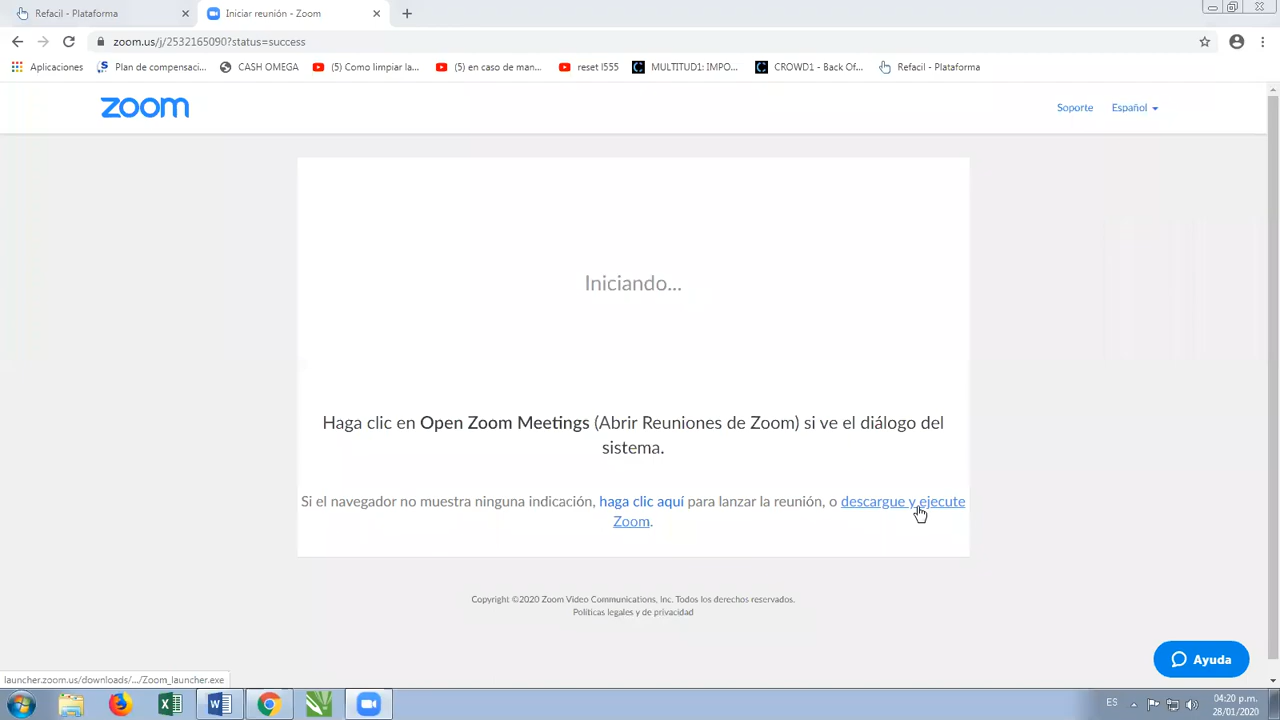 Refacil - Plataforma
Iniciar reunión - Zoom
zoom.us/j/2532165090?status=success
Aplicaciones
Plan de compensaci...
CASH OMEGA
(5) Como limpiar la...
(5) en caso de man...
reset l555
MULTITUD1: IMPO...
CROWD1 - Back Of...
Refacil - Plataforma
zoom
Soporte
Español
Iniciando...
Haga clic en Open Zoom Meetings (Abrir Reuniones de Zoom) si ve el diálogo del
sistema.
Si el navegador no muestra ninguna indicación, haga clic aquí para lanzar la reunión, o descargue y ejecute
Zoom.
Copyright ©2020 Zoom Video Communications, Inc. Todos los derechos reservados.
Políticas legales y de privacidad
Ayuda
launcher.zoom.us/downloads/.../Zoom_launcher.exe
ES
04:20 p.m.
28/01/2020